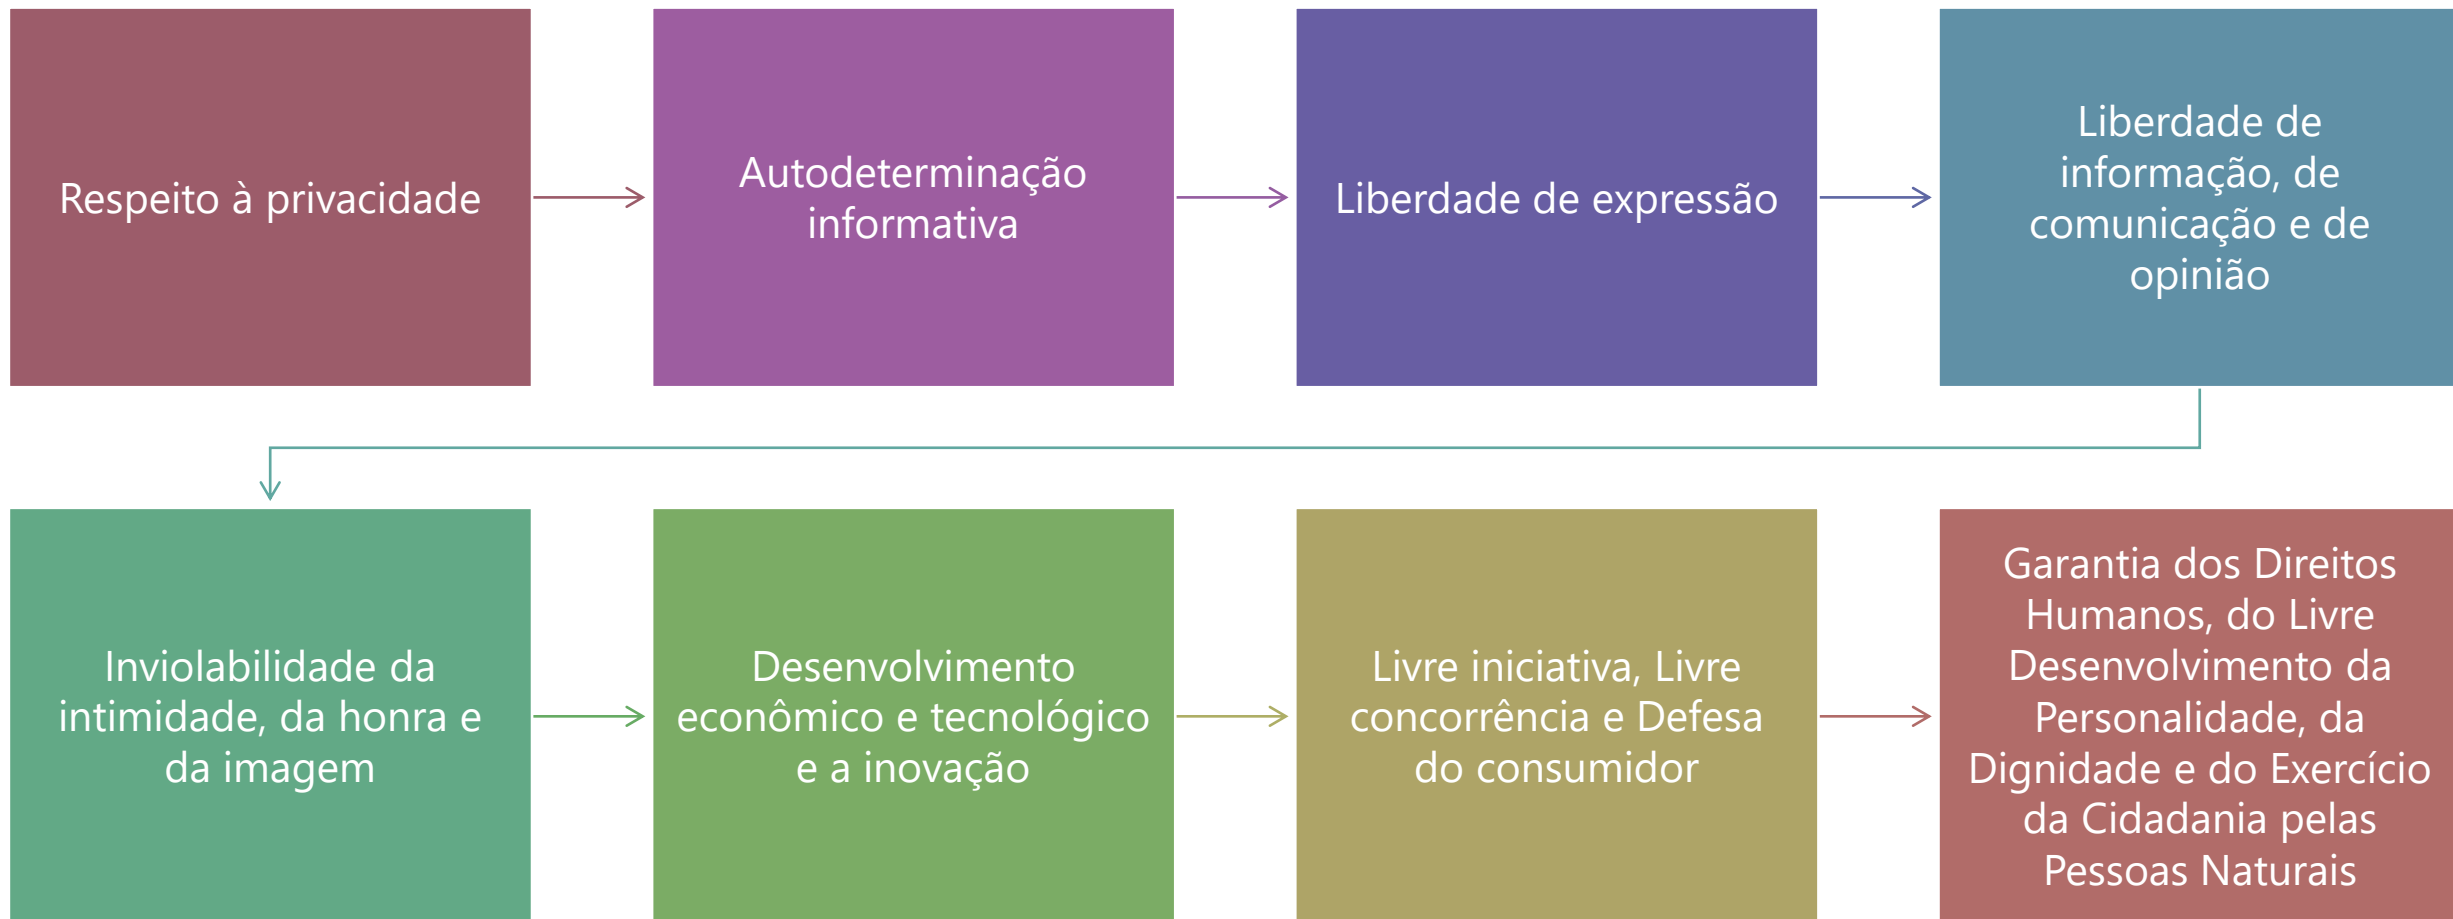 Respeito à privacidade
Autodeterminação
informativa
Liberdade de expressão
Liberdade de
informação, de
comunicação e de
opinião
Inviolabilidade da
intimidade, da honra e
da imagem
Desenvolvimento
econômico e tecnológico
e a inovação
Livre iniciativa, Livre
concorrência e Defesa
do consumidor
Garantia dos Direitos
Humanos, do Livre
Desenvolvimento da
Personalidade, da
Dignidade e do Exercício
da Cidadania pelas
Pessoas Naturais